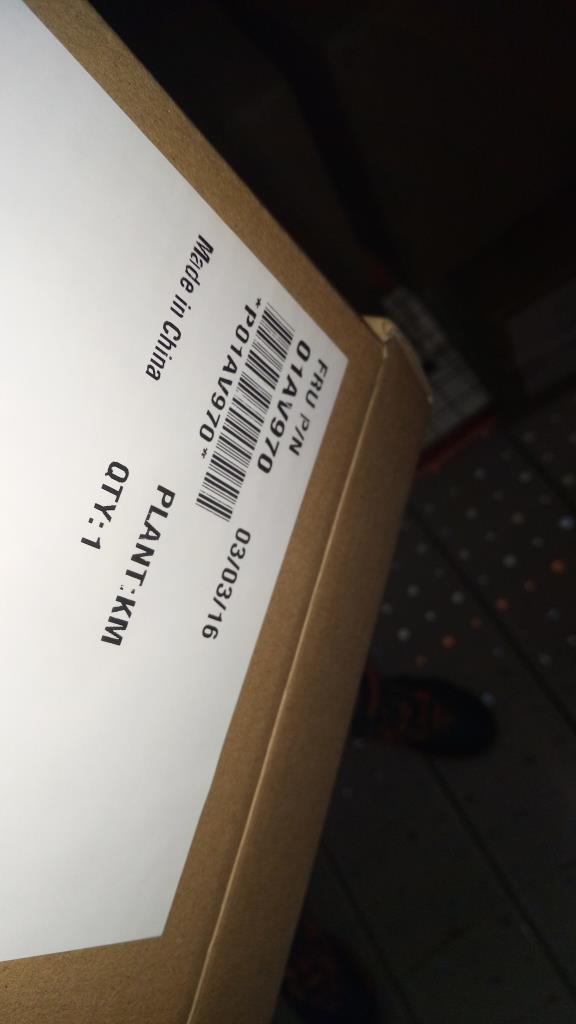 FRU P/N
01AV970
*P01AV970*
03/03/16
Made in China
PLANT:KM
QTY:1